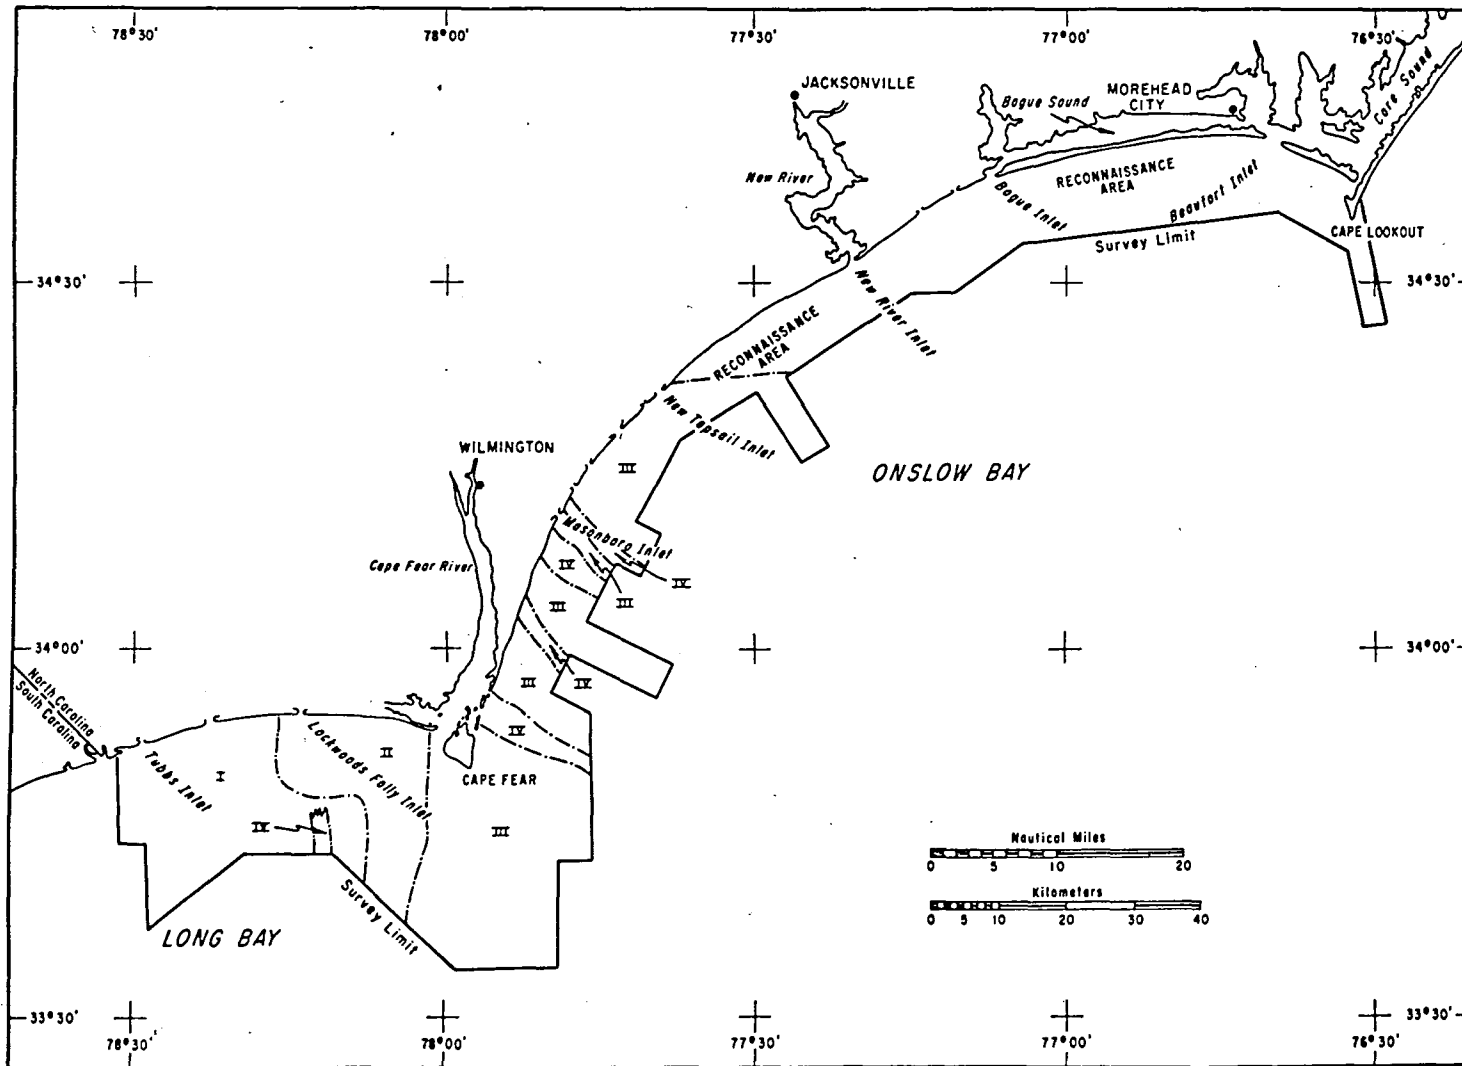 78°30'
78°00'
77°30'
77°00'
76°30'
JACKSONVILLE
MOREHEAD
CITY
Bogue Sound
Core Sound
New River
RECONNAISSANCE
AREA
Bogue Inlet
Beaufort Inlet
CAPE LOOKOUT
Survey Limit
34°30'
34°30'
New River Inlet
RECONNAISSANCE
AREA
New Topsail Inlet
WILMINGTON
III
ONSLOW BAY
Masonboro Inlet
Cape Fear River
IV
IV
III
III
34°00'
34°00'
North Carolina
South Carolina
III
IV
IV
Lockwoods Folly Inlet
II
Tubbs Inlet
I
CAPE FEAR
IV
III
Nautical Miles
0 5 10 20
Kilometers
0 5 10 20 30 40
Survey Limit
LONG BAY
33°30'
33°30'
78°30'
78°00'
77°30'
77°00'
76°30'